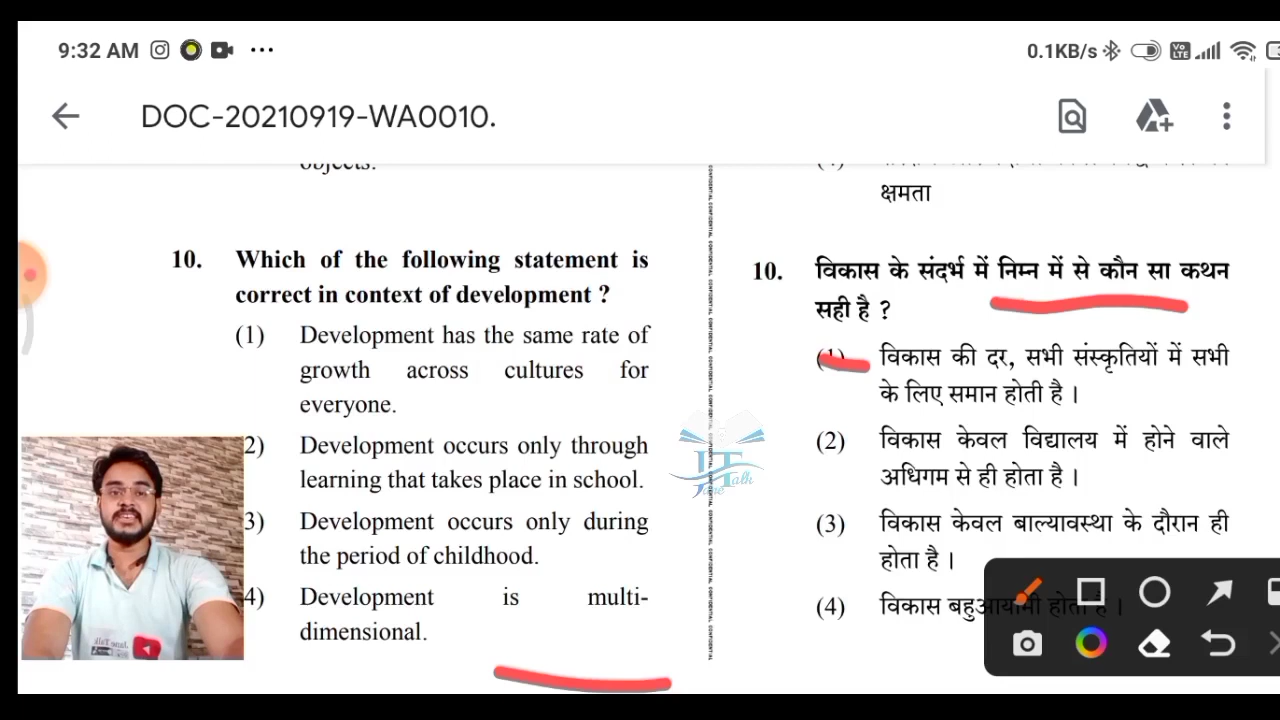 9:32 AM
0.1KB/s
DOC-20210919-WA0010.
objects.
क्षमता
10. Which of the following statement is
correct in context of development ?
(1) Development has the same rate of
growth across cultures for
everyone.
2) Development occurs only through
learning that takes place in school.
3) Development occurs only during
the period of childhood.
4) Development is multi-
dimensional.
10. विकास के संदर्भ में निम्न में से कौन सा कथन
सही है ?
(1) विकास की दर, सभी संस्कृतियों में सभी
के लिए समान होती है ।
(2) विकास केवल विद्यालय में होने वाले
अधिगम से ही होता है ।
(3) विकास केवल बाल्यावस्था के दौरान ही
होता है ।
(4) विकास बहुआयामी होता है ।